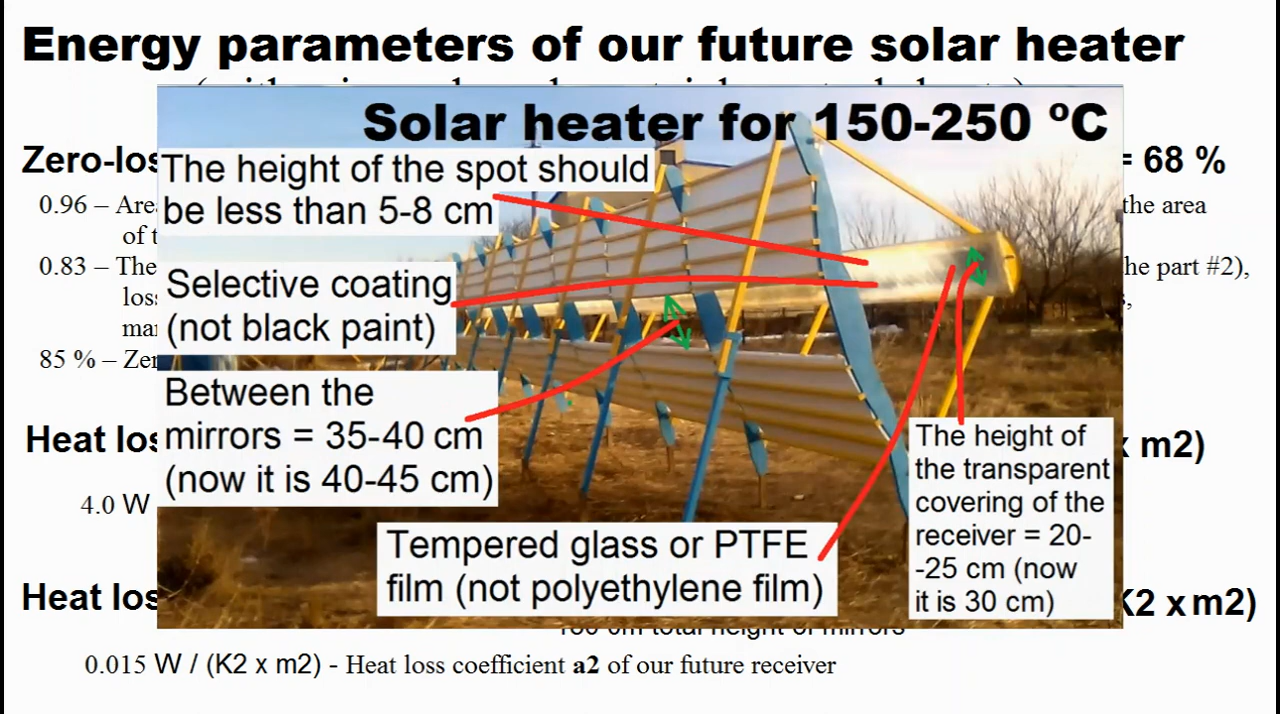 Energy parameters of our future solar heater
Solar heater for 150-250 ºC
Zero-los
= 68 %
The height of the spot should
be less than 5-8 cm
0.96 – Are
the area
of t
0.83 –
he part #2),
Selective coating
(not black paint)
85 % –
Between the
mirrors = 35-40 cm
(now it is 40-45 cm)
Heat los
x m2)
4.0 W
The height of
the transparent
covering of the
receiver = 20-
-25 cm (now
it is 30 cm)
Tempered glass or PTFE
film (not polyethylene film)
Heat los
K2 x m2)
total height of mirrors
0.015 W / (K2 x m2) - Heat loss coefficient a2 of our future receiver